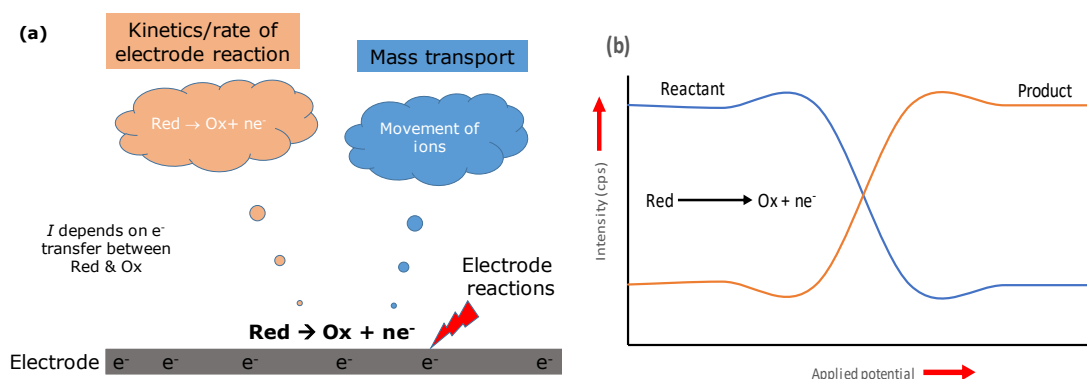 (a)
Kinetics/rate of
electrode reaction
Mass transport
Red → Ox+ ne⁻
Movement of
ions
I depends on e⁻
transfer between
Red & Ox
Electrode
reactions
Red → Ox + ne⁻
Electrode
e⁻ e⁻ e⁻ e⁻ e⁻ e⁻
(b)
Reactant
Product
Red → Ox + ne⁻
Intensity (cps)
Applied potential